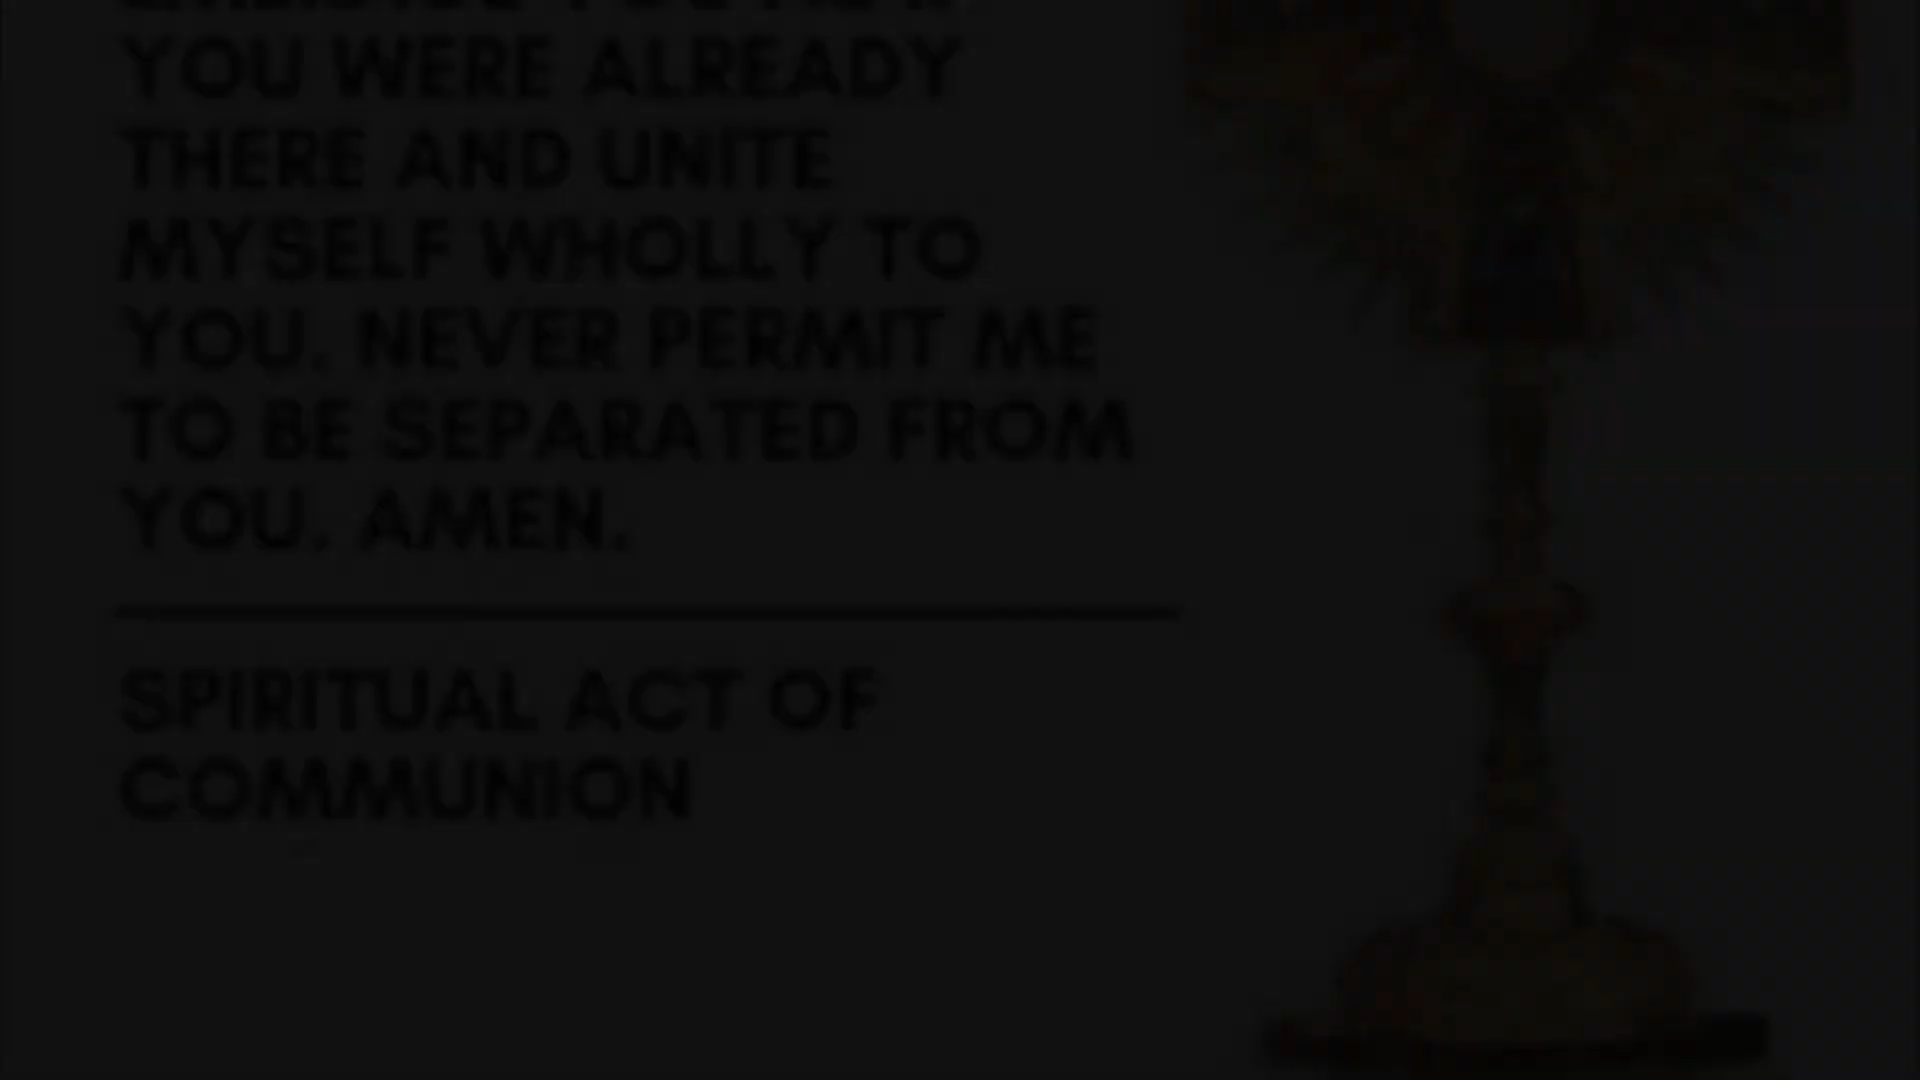 YOU WERE ALREADY
THERE AND UNITE
MYSELF WHOLLY TO
YOU. NEVER PERMIT ME
TO BE SEPARATED FROM
YOU. AMEN.
SPIRITUAL ACT OF
COMMUNION